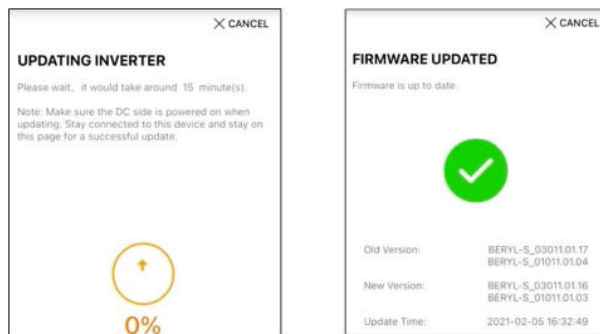 CANCEL
UPDATING INVERTER
Please wait, it would take around 15 minute(s).
Note: Make sure the DC side is powered on when
updating. Stay connected to this device and stay on
this page for a successful update.
0%
CANCEL
FIRMWARE UPDATED
Firmware is up to date.
Old Version: BERYL-S_03011.01.17
BERYL-S_01011.01.04
New Version: BERYL-S_03011.01.16
BERYL-S_01011.01.03
Update Time: 2021-02-05 16:32:49